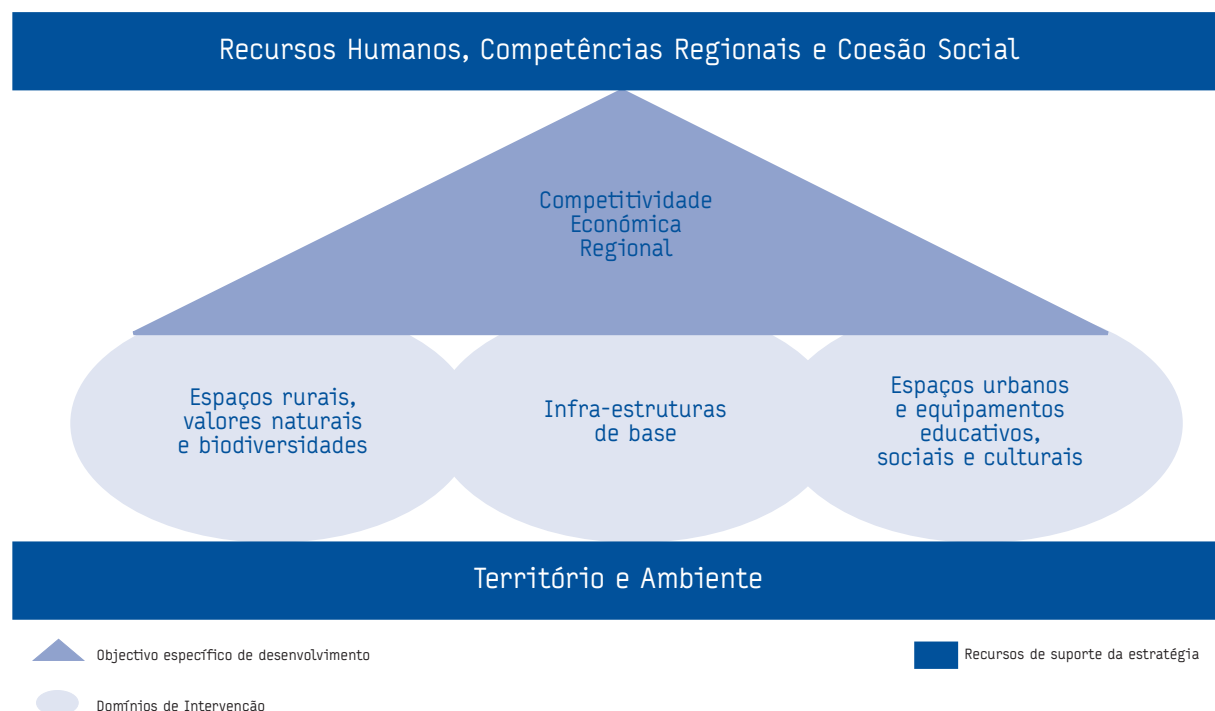 Recursos Humanos, Competências Regionais e Coesão Social
Competitividade
Económica
Regional
Espaços rurais,
valores naturais
e biodiversidades
Infra-estruturas
de base
Espaços urbanos
e equipamentos
educativos,
sociais e culturais
Território e Ambiente
Objectivo específico de desenvolvimento
Recursos de suporte da estratégia
Domínios de Intervenção